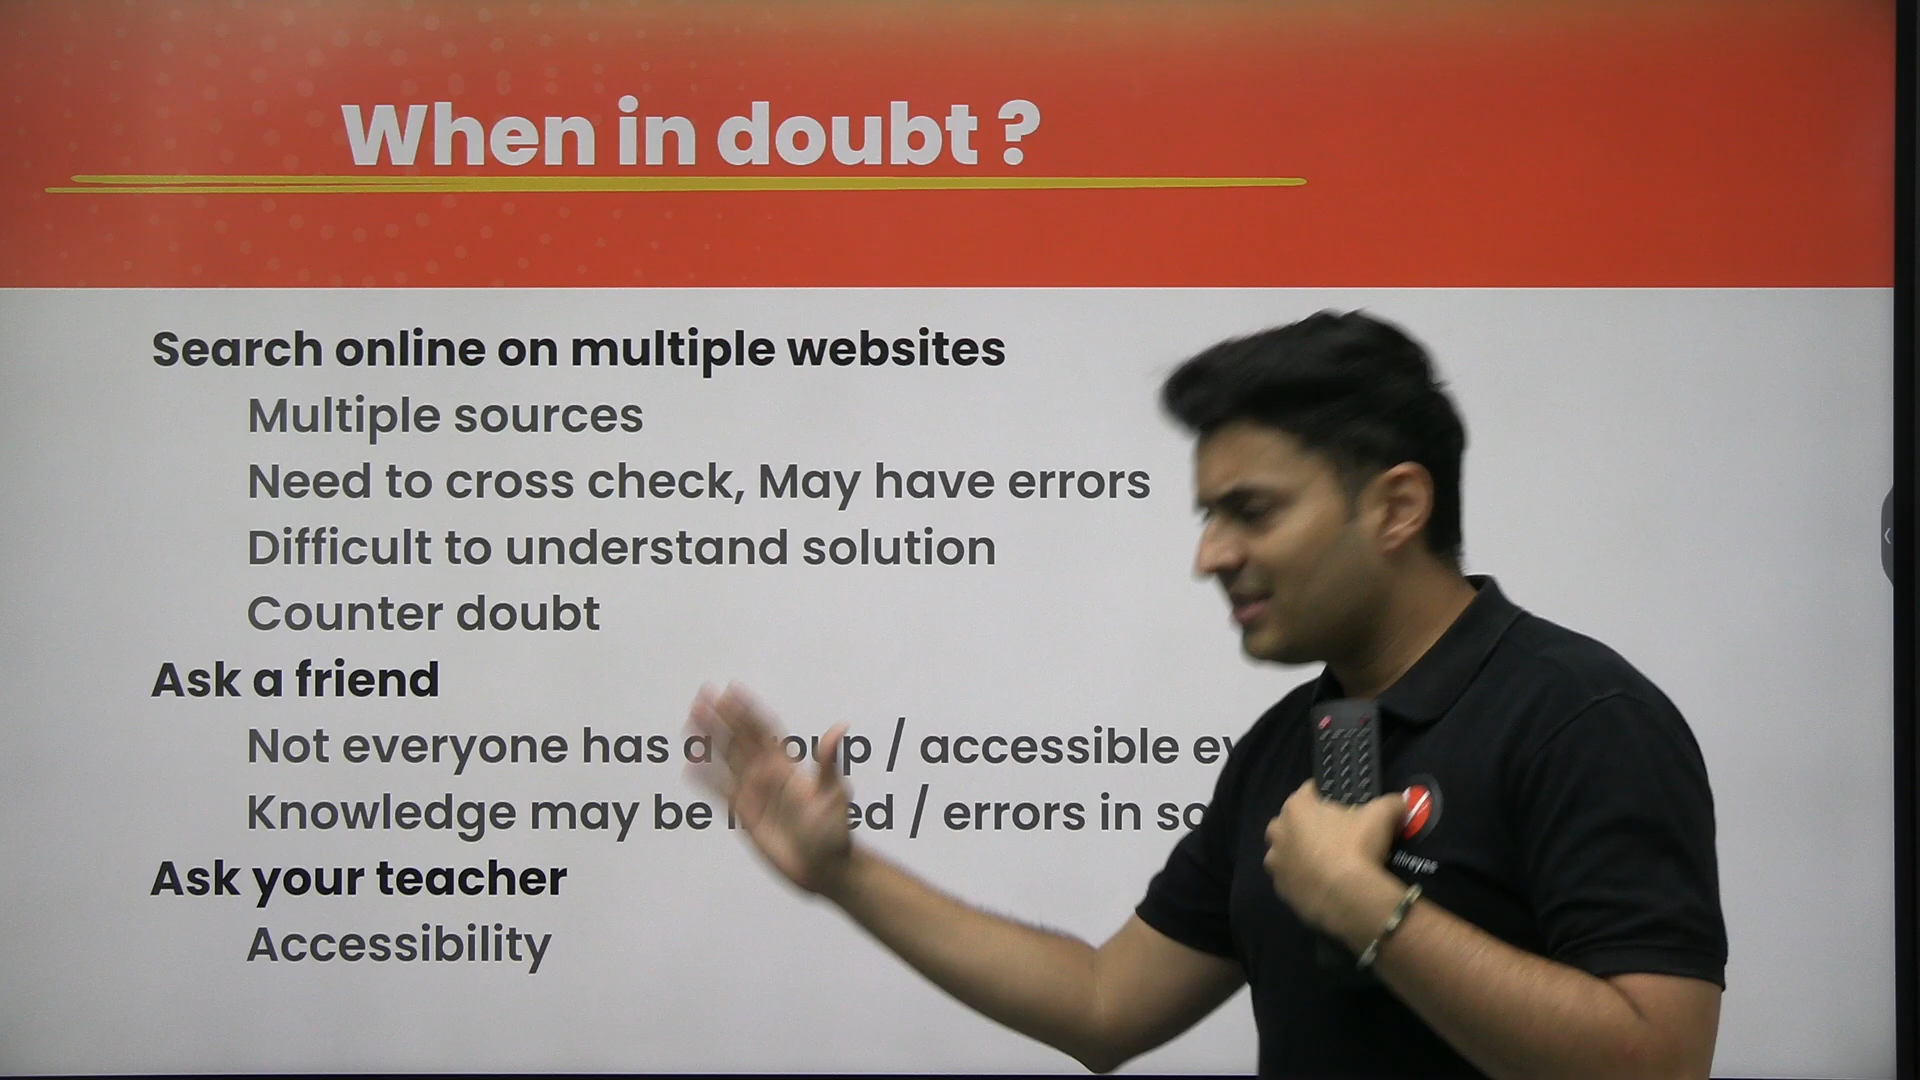 When in doubt ?
Search online on multiple websites
Multiple sources
Need to cross check, May have errors
Difficult to understand solution
Counter doubt
Ask a friend
Not everyone has a / accessible
Knowledge may be / errors in
Ask your teacher
Accessibility